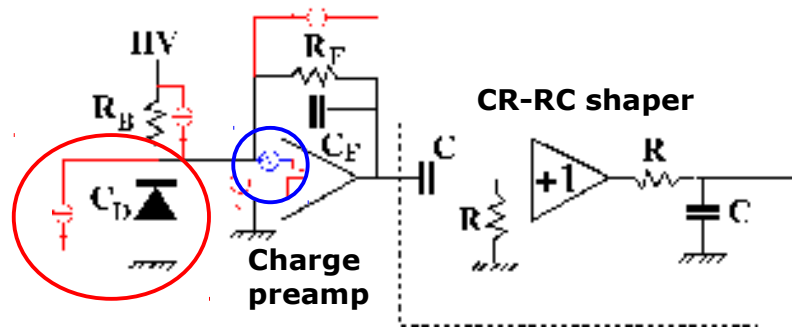 HV
R_F
R_B
CR-RC shaper
C_F
C
R
+1
C_D
R
C
Charge
preamp